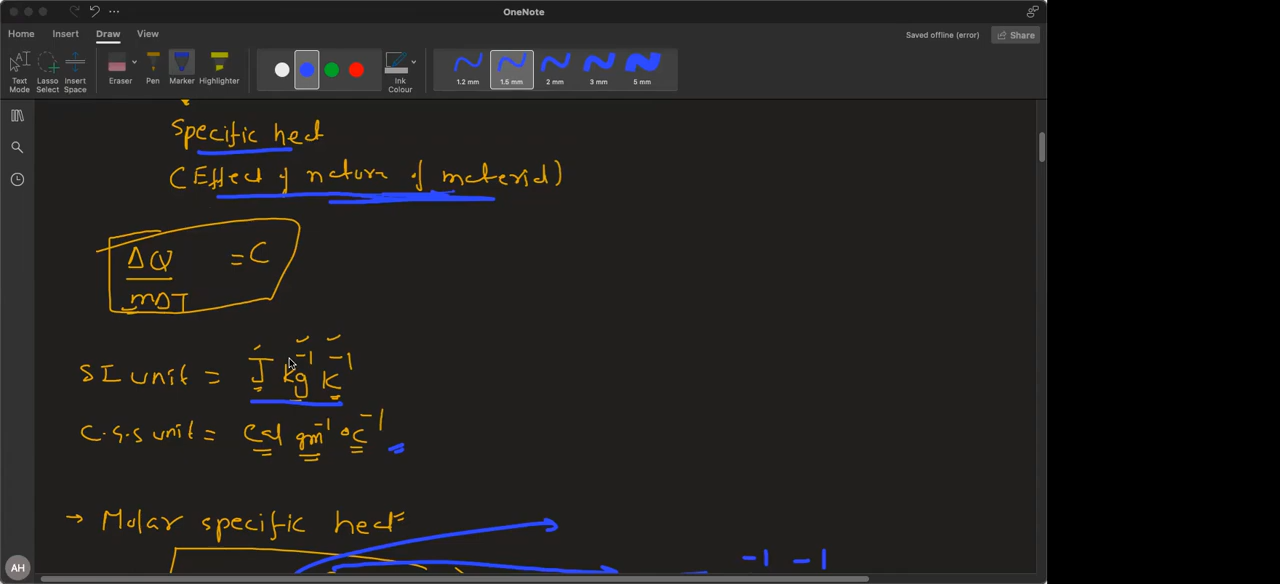 OneNote
Home Insert Draw View
Saved offline (error) Share
Text Mode Lasso Select Insert Space Eraser Pen Marker Highlighter Ink Colour 1.2 mm 1.5 mm 2 mm 3 mm 5 mm
Specific heat
(Effect of nature of material)
ΔQ / mΔT = C
SI unit = J kg⁻¹ K⁻¹
C.G.S unit = Cal gm⁻¹ °C⁻¹
→ Molar specific heat =
-1 -1
AH